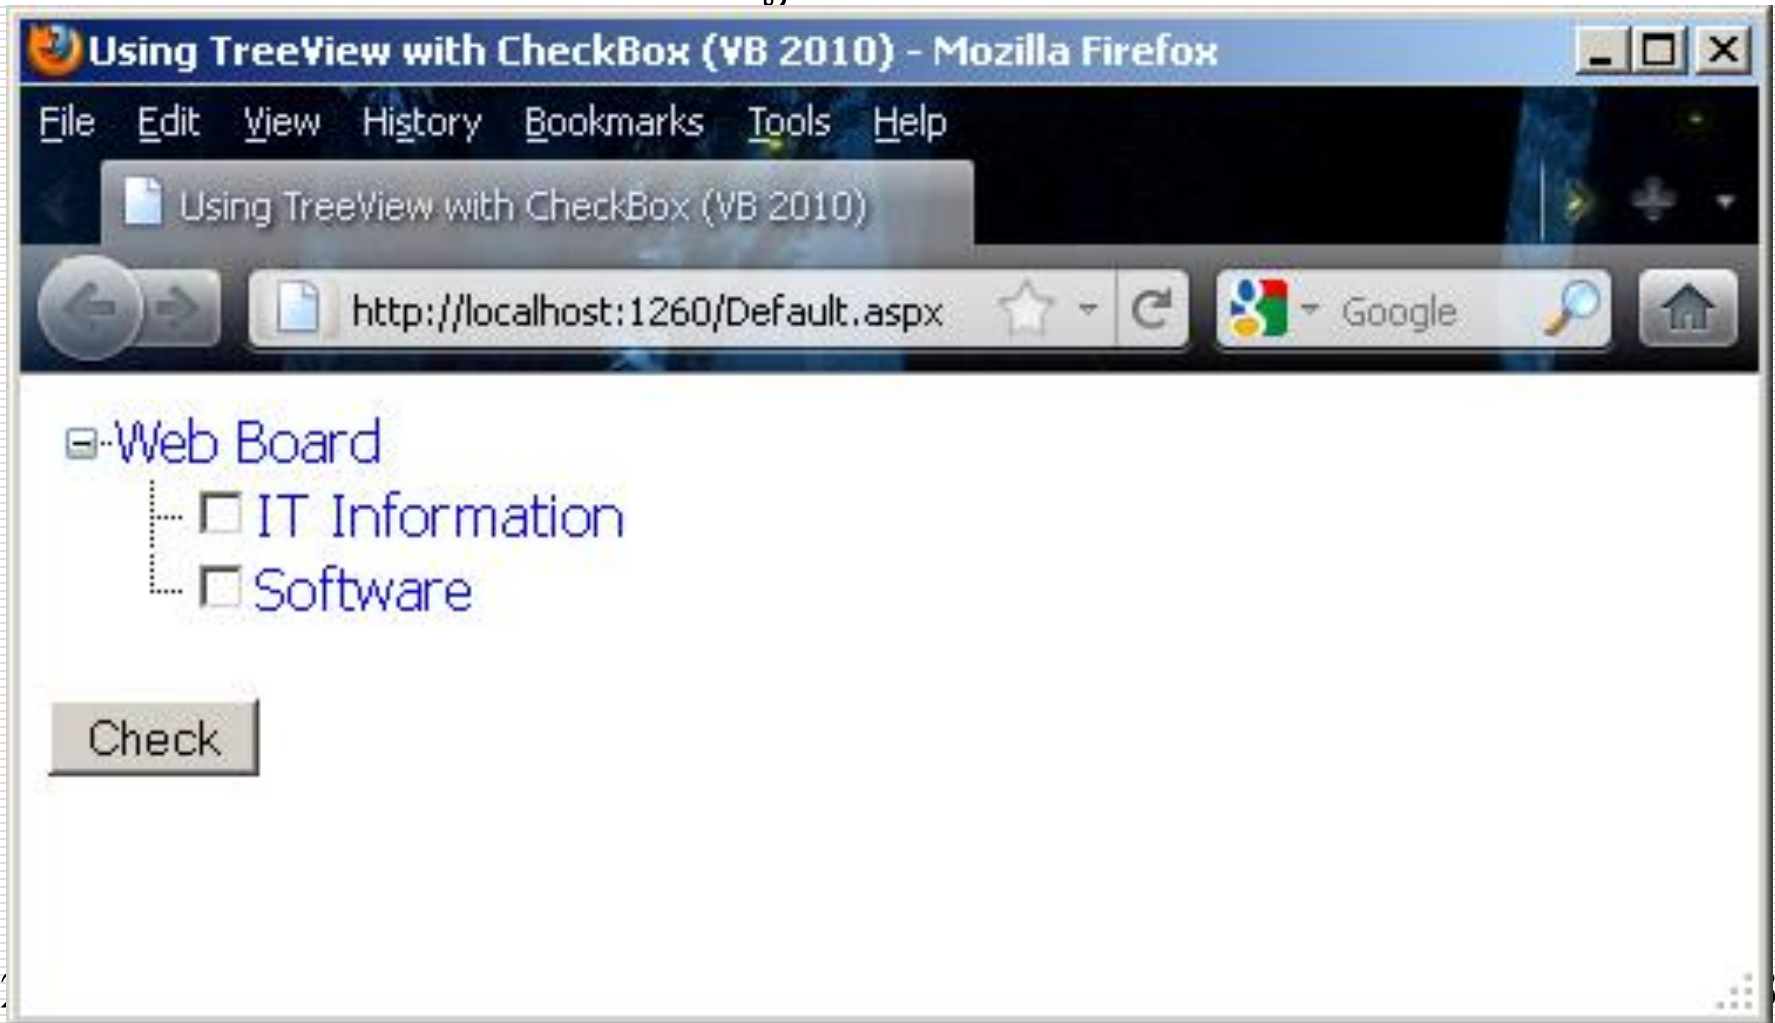 Using TreeView with CheckBox (VB 2010) - Mozilla Firefox
File Edit View History Bookmarks Tools Help
Using TreeView with CheckBox (VB 2010)
http://localhost:1260/Default.aspx Google
Web Board
IT Information
Software
Check